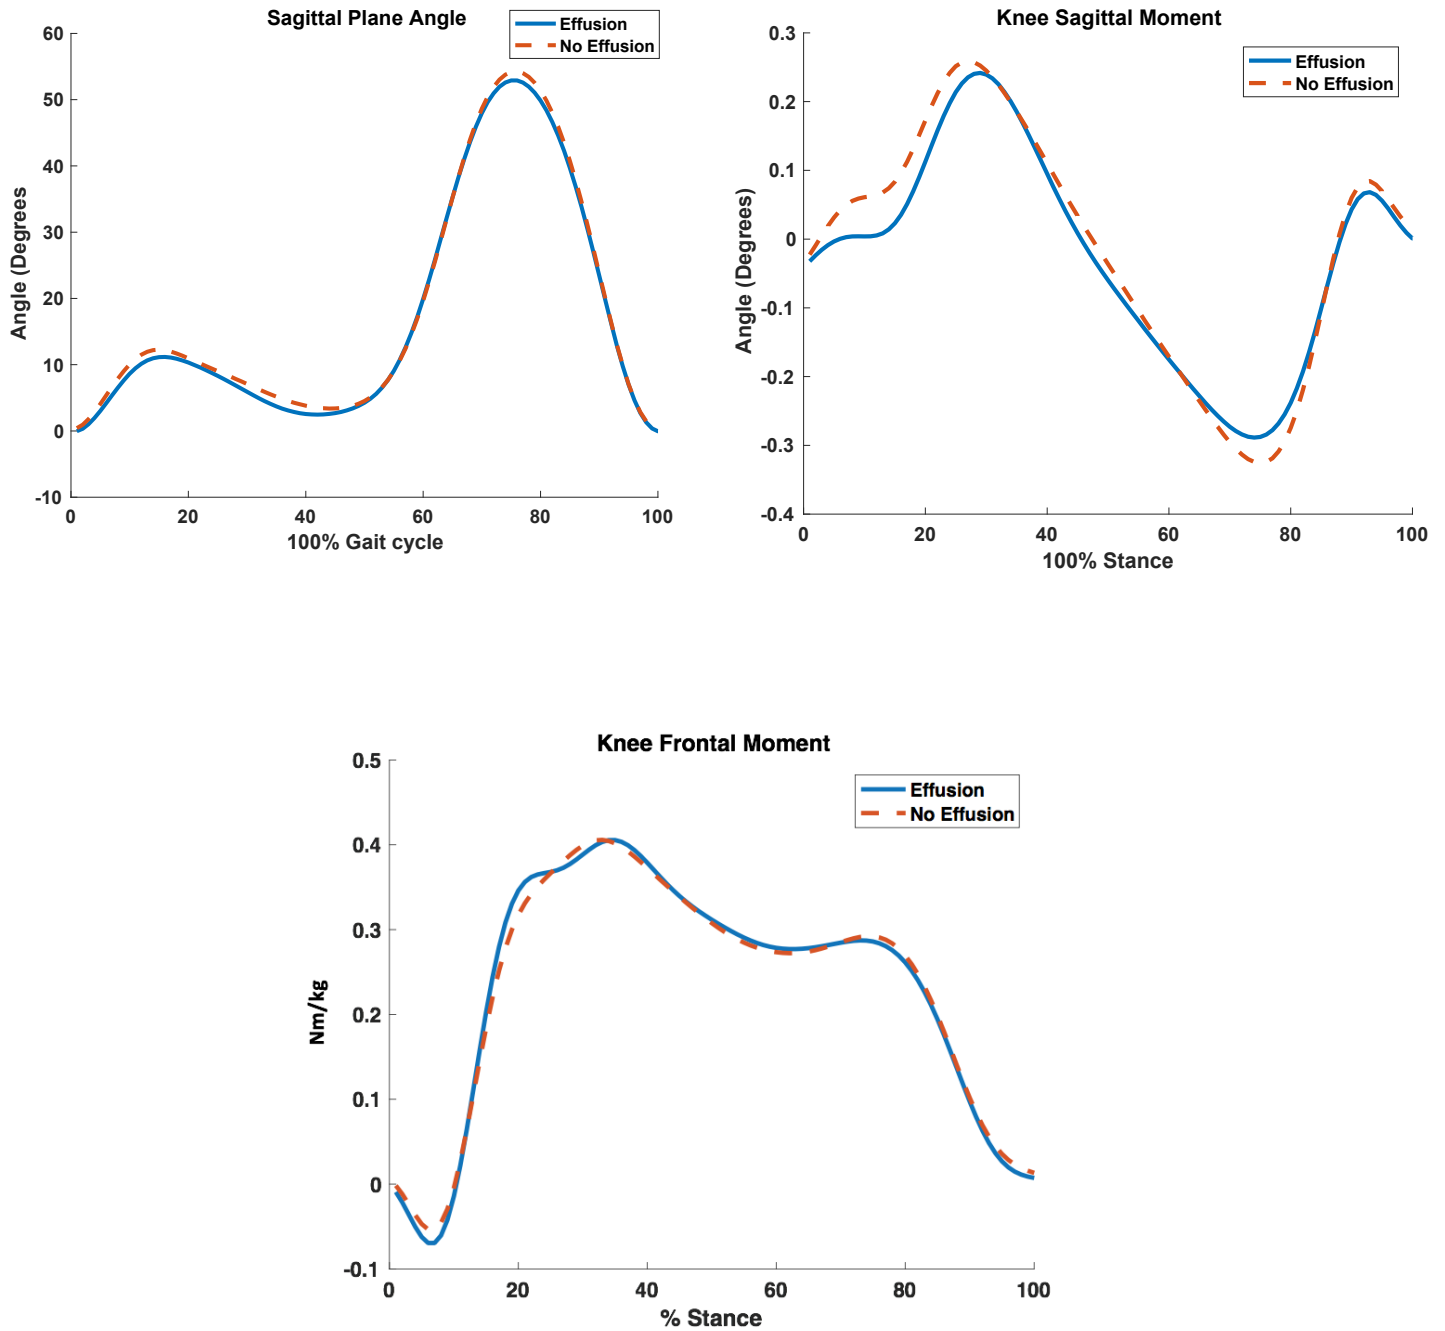 Sagittal Plane Angle
Effusion
No Effusion
60
50
40
30
20
10
0
-10
Angle (Degrees
0 20 40 60 80 100
100% Gait cycle
Knee Sagittal Moment
Effusion
No Effusion
0.3
0.2
0.1
0
-0.1
-0.2
-0.3
-0.4
Angle (Degrees)
0 20 40 60 80 100
100% Stance
Knee Frontal Moment
Effusion
No Effusion
0.5
0.4
0.3
0.2
0.1
0
-0.1
Nm/kg
0 20 40 60 80 100
% Stance